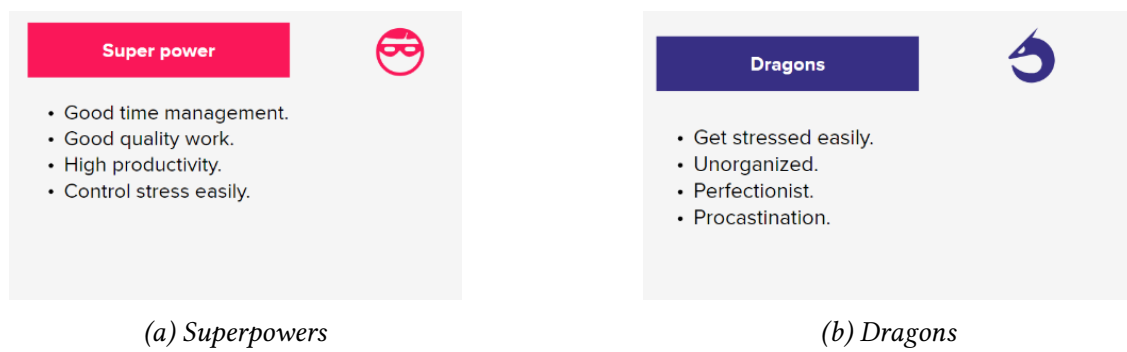 Super power
• Good time management.
• Good quality work.
• High productivity.
• Control stress easily.
(a) Superpowers
Dragons
• Get stressed easily.
• Unorganized.
• Perfectionist.
• Procastination.
(b) Dragons